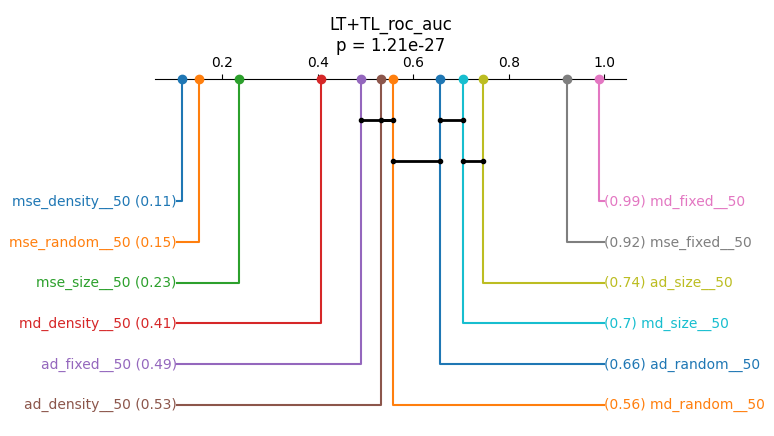 LT+TL_roc_auc
p = 1.21e-27
0.2 0.4 0.6 0.8 1.0
mse_density__50 (0.11)
(0.99) md_fixed__50
mse_random__50 (0.15)
(0.92) mse_fixed__50
mse_size__50 (0.23)
(0.74) ad_size__50
md_density__50 (0.41)
(0.7) md_size__50
ad_fixed__50 (0.49)
(0.66) ad_random__50
ad_density__50 (0.53)
(0.56) md_random__50